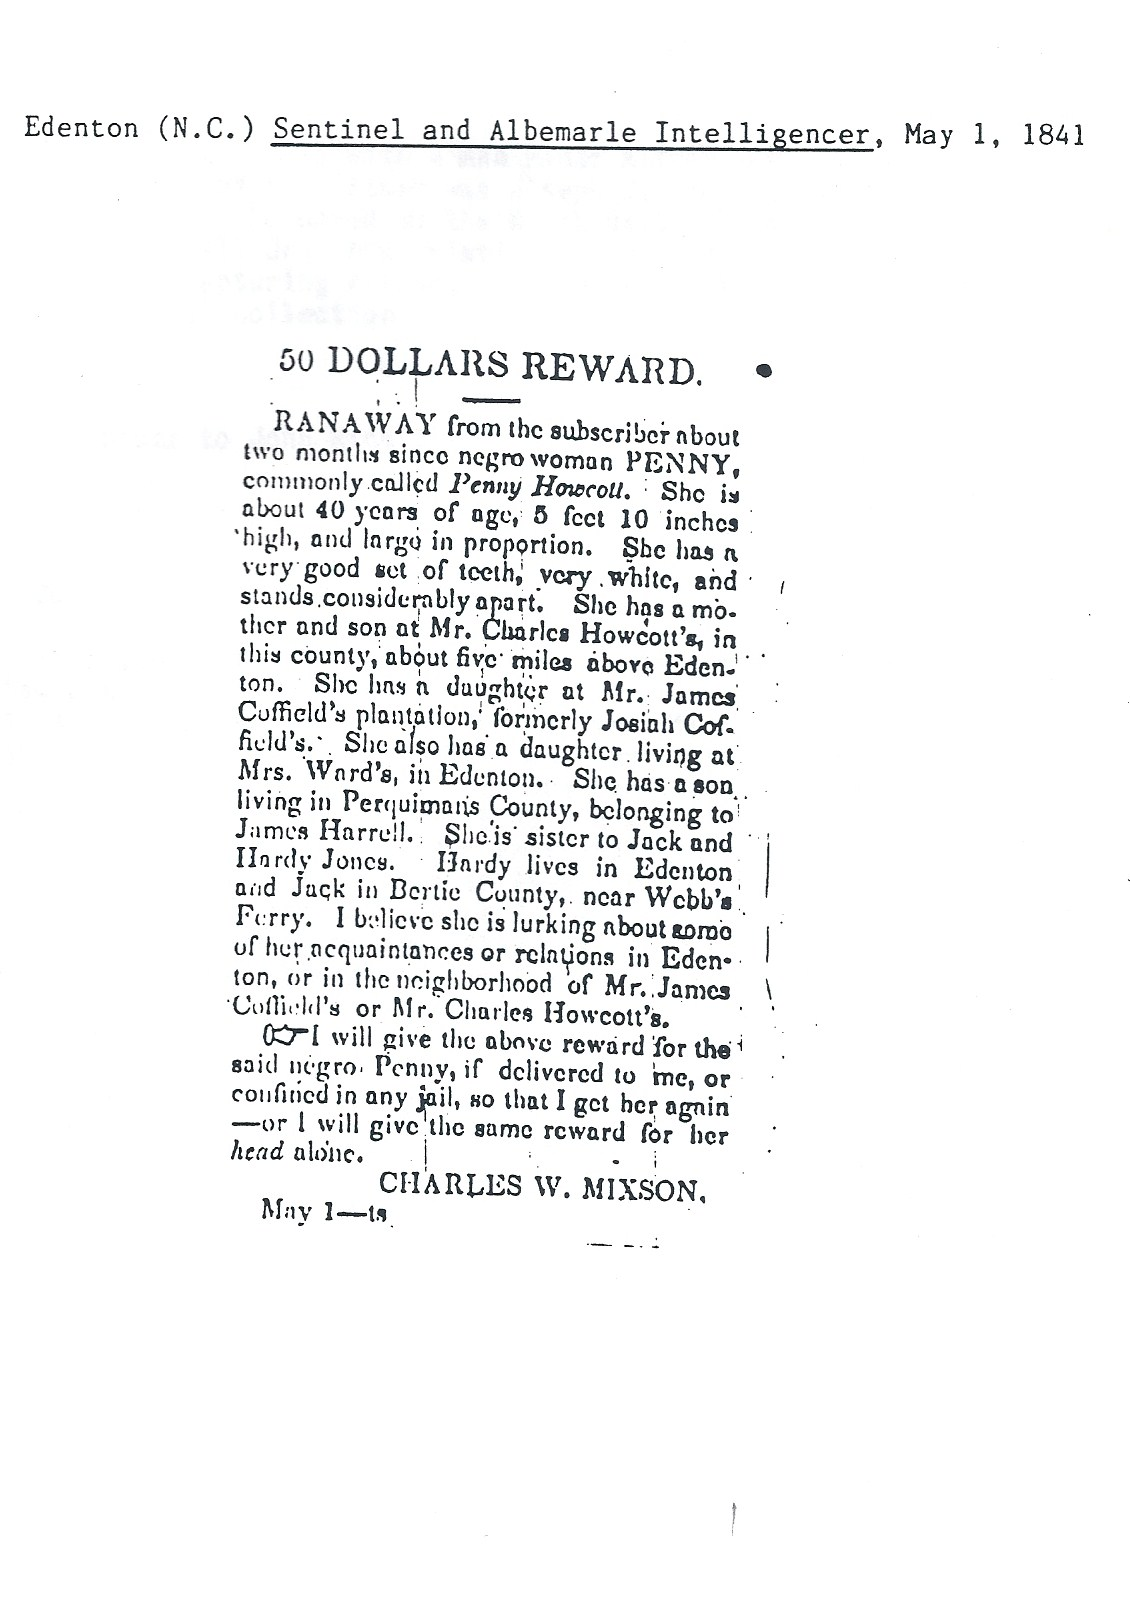 Edenton (N.C.) Sentinel and Albemarle Intelligencer, May 1, 1841
50 DOLLARS REWARD.
RANAWAY from the subscriber about
two months since negro woman PENNY,
commonly called Penny Howcott. She is
about 40 years of age, 5 feet 10 inches
high, and large in proportion. She has a
very good set of teeth, very white, and
stands considerably apart. She has a mo-
ther and son at Mr. Charles Howcott's, in
this county, about five miles above Eden-
ton. She has a daughter at Mr. James
Coffield's plantation, formerly Josiah Cof-
field's. She also has a daughter living at
Mrs. Ward's, in Edenton. She has a son
living in Perquimans County, belonging to
James Harrell. She is sister to Jack and
Hardy Jones. Hardy lives in Edenton
and Jack in Bertie County, near Webb's
Ferry. I believe she is lurking about some
of her acquaintances or relations in Eden-
ton, or in the neighborhood of Mr. James
Coffield's or Mr. Charles Howcott's.
☞I will give the above reward for the
said negro Penny, if delivered to me, or
confined in any jail, so that I get her again
—or I will give the same reward for her
head alone.
CHARLES W. MIXSON.
May 1—ts